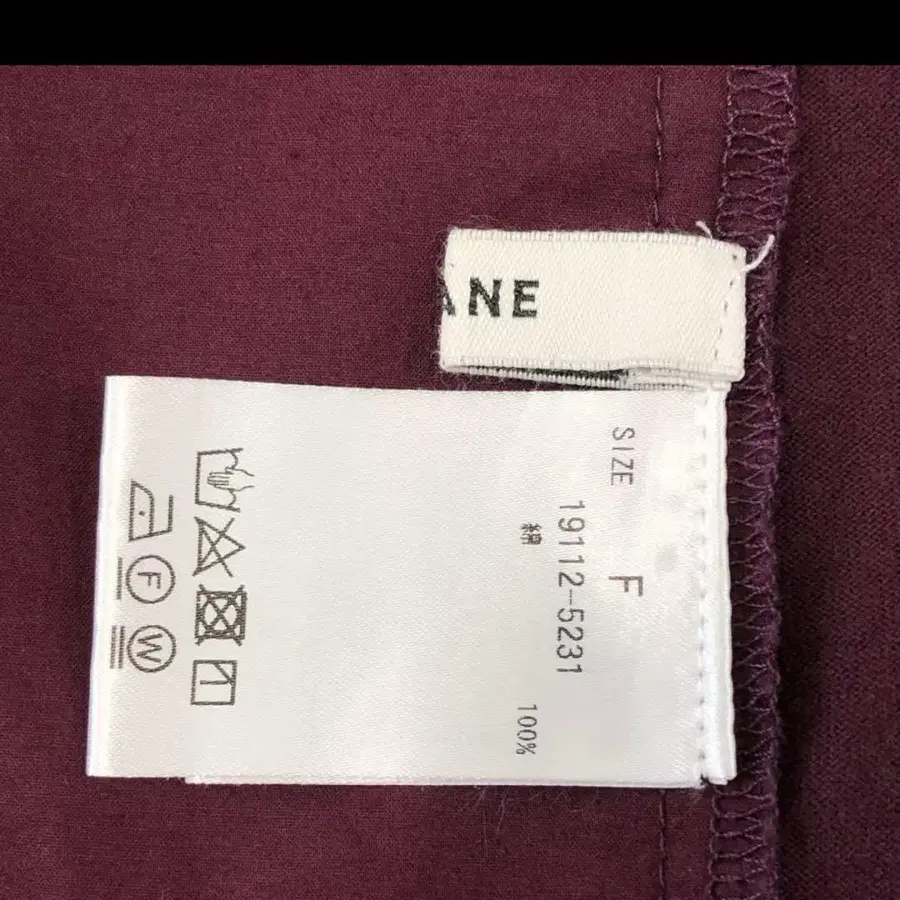 ANE
SIZE F
19112-5231
綿 100%
F
W